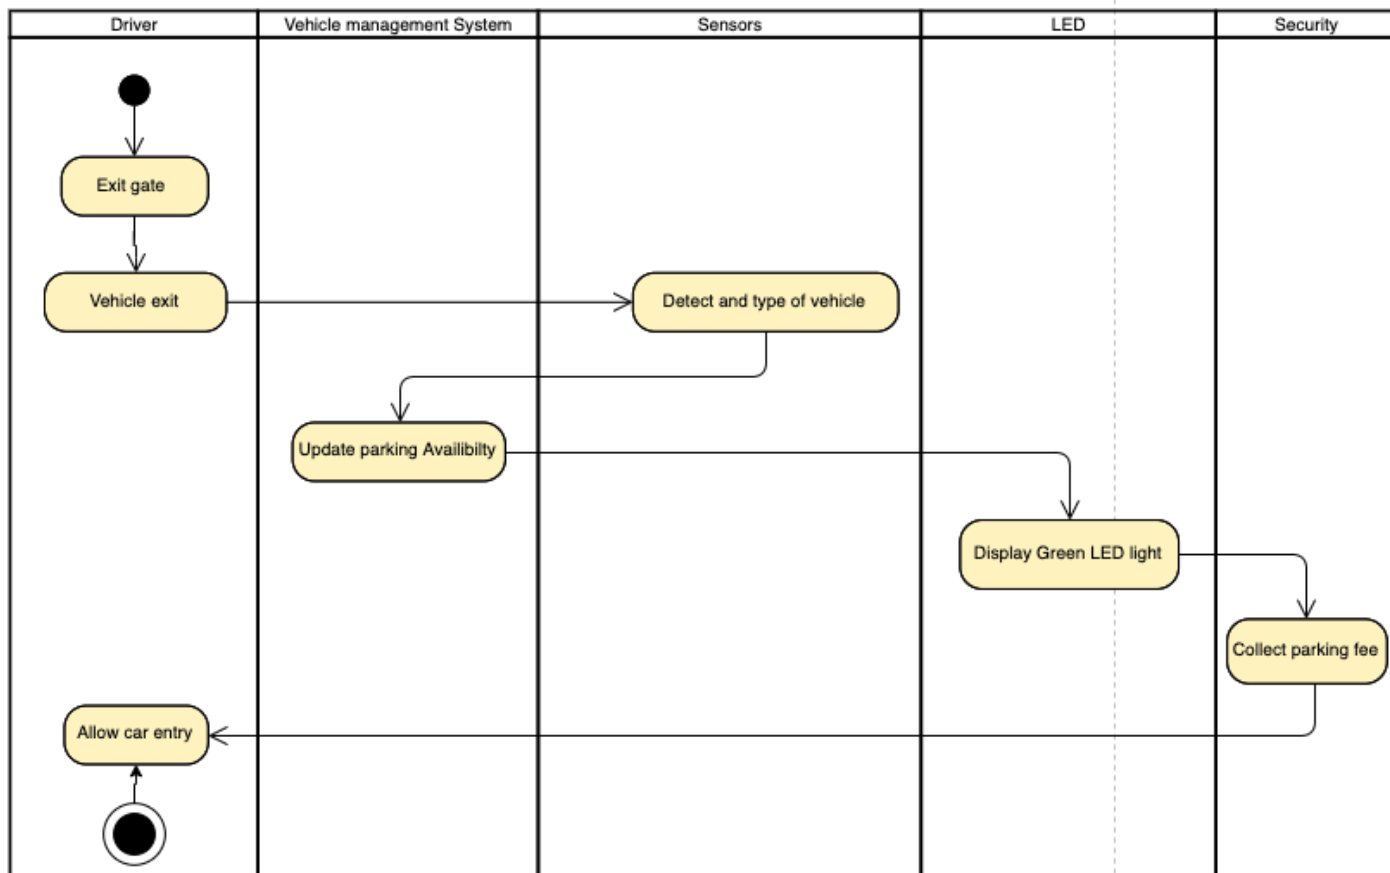 Driver
Vehicle management System
Sensors
LED
Security
Exit gate
Vehicle exit
Detect and type of vehicle
Update parking Availibilty
Display Green LED light
Collect parking fee
Allow car entry